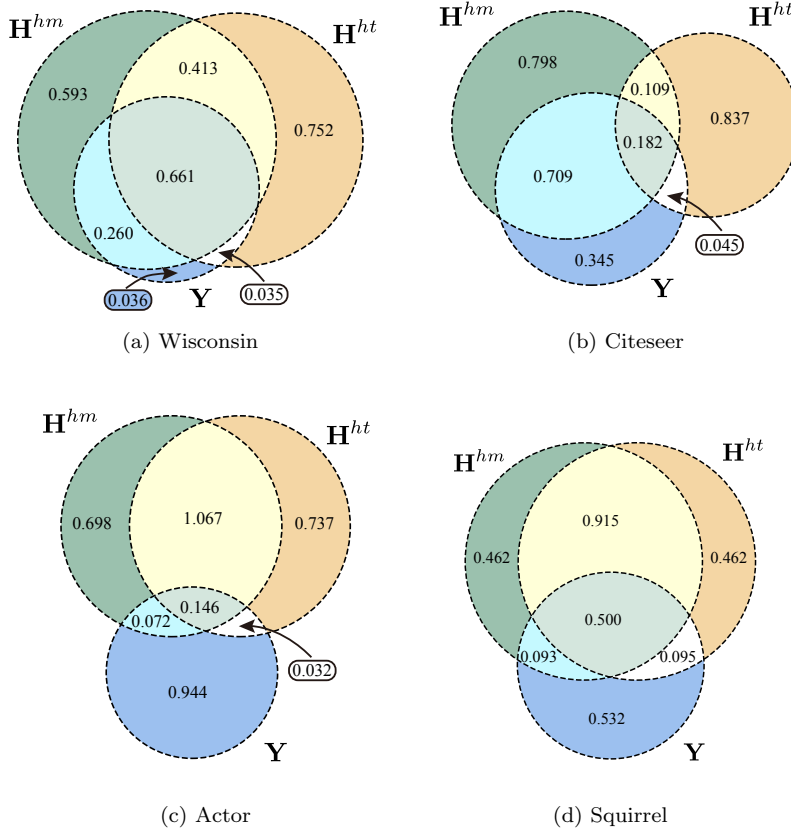 H^{hm}
H^{ht}
0.413
0.593
0.752
0.661
0.260
0.036
0.035
Y
(a) Wisconsin
H^{hm}
H^{ht}
0.798
0.109
0.837
0.182
0.709
0.045
0.345
Y
(b) Citeseer
H^{hm}
H^{ht}
0.698
1.067
0.737
0.146
0.072
0.032
0.944
Y
(c) Actor
H^{hm}
H^{ht}
0.915
0.462
0.462
0.500
0.093
0.095
0.532
Y
(d) Squirrel